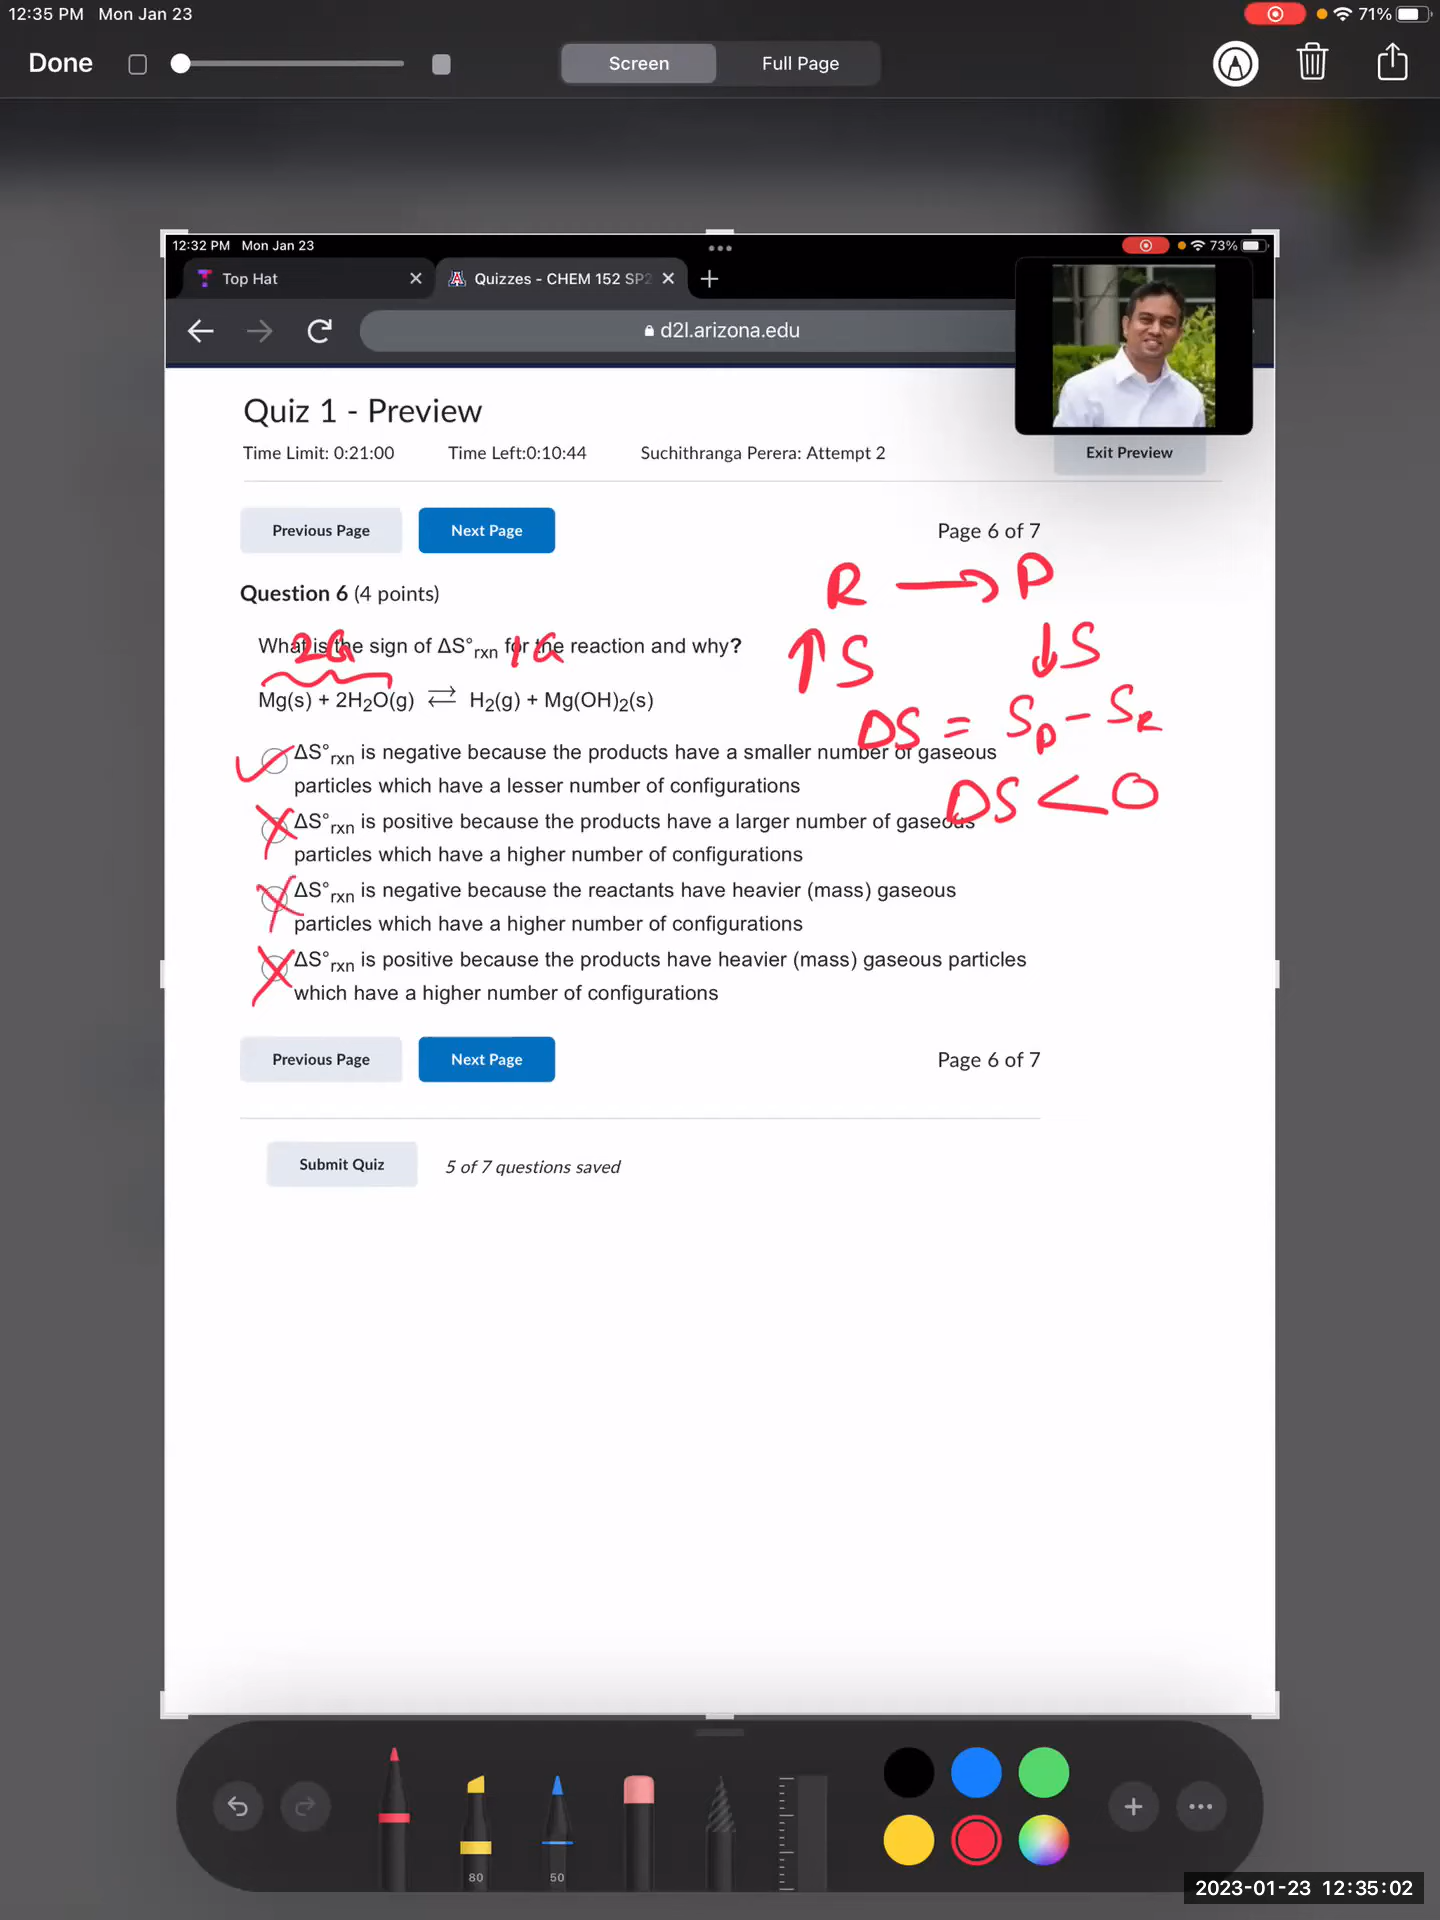 12:35 PM Mon Jan 23 71%
Done Screen Full Page
12:32 PM Mon Jan 23 73%
Top Hat Quizzes - CHEM 152 SP2
d2l.arizona.edu
Quiz 1 - Preview
Time Limit: 0:21:00 Time Left:0:10:44 Suchithranga Perera: Attempt 2 Exit Preview
Previous Page Next Page Page 6 of 7
R → P
Question 6 (4 points)
What is the sign of ΔS°rxn for the reaction and why?
2G 1G ↑S ↓S
Mg(s) + 2H₂O(g) ⇄ H₂(g) + Mg(OH)₂(s)
DS = Sp - SR
ΔS°rxn is negative because the products have a smaller number of gaseous
particles which have a lesser number of configurations
DS < 0
ΔS°rxn is positive because the products have a larger number of gaseous
particles which have a higher number of configurations
ΔS°rxn is negative because the reactants have heavier (mass) gaseous
particles which have a higher number of configurations
ΔS°rxn is positive because the products have heavier (mass) gaseous particles
which have a higher number of configurations
Previous Page Next Page Page 6 of 7
Submit Quiz 5 of 7 questions saved
80 50
2023-01-23 12:35:02